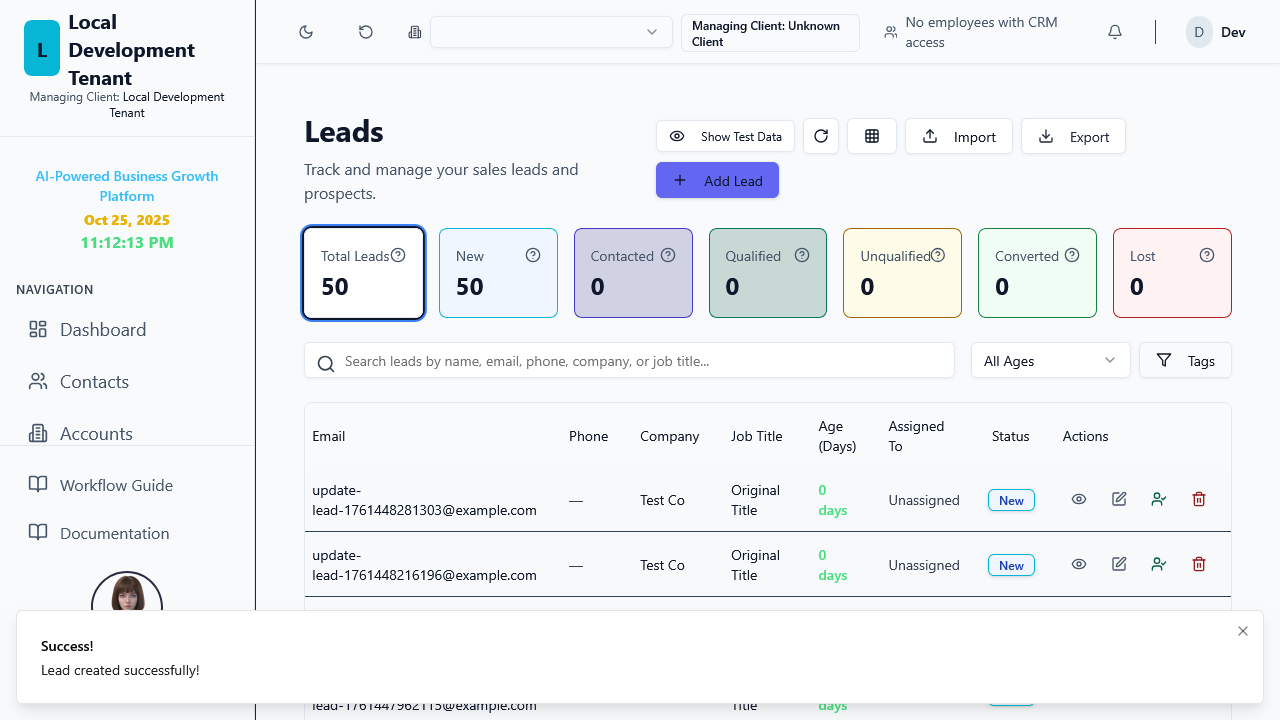 L
Local
Development
Tenant
Managing Client: Local Development
Tenant
AI-Powered Business Growth
Platform
Oct 25, 2025
11:12:13 PM
NAVIGATION
Dashboard
Contacts
Accounts
Workflow Guide
Documentation
Managing Client: Unknown
Client
No employees with CRM
access
D
Dev
Leads
Track and manage your sales leads and
prospects.
Show Test Data
Import
Export
Add Lead
Total Leads
50
New
50
Contacted
0
Qualified
0
Unqualified
0
Converted
0
Lost
0
Search leads by name, email, phone, company, or job title...
All Ages
Tags
Email Phone Company Job Title Age (Days) Assigned To Status Actions
update-
lead-1761448281303@example.com — Test Co Original Title 0 days Unassigned New
update-
lead-1761448216196@example.com — Test Co Original Title 0 days Unassigned New
Success!
Lead created successfully!
lead-1761447962115@example.com Title days